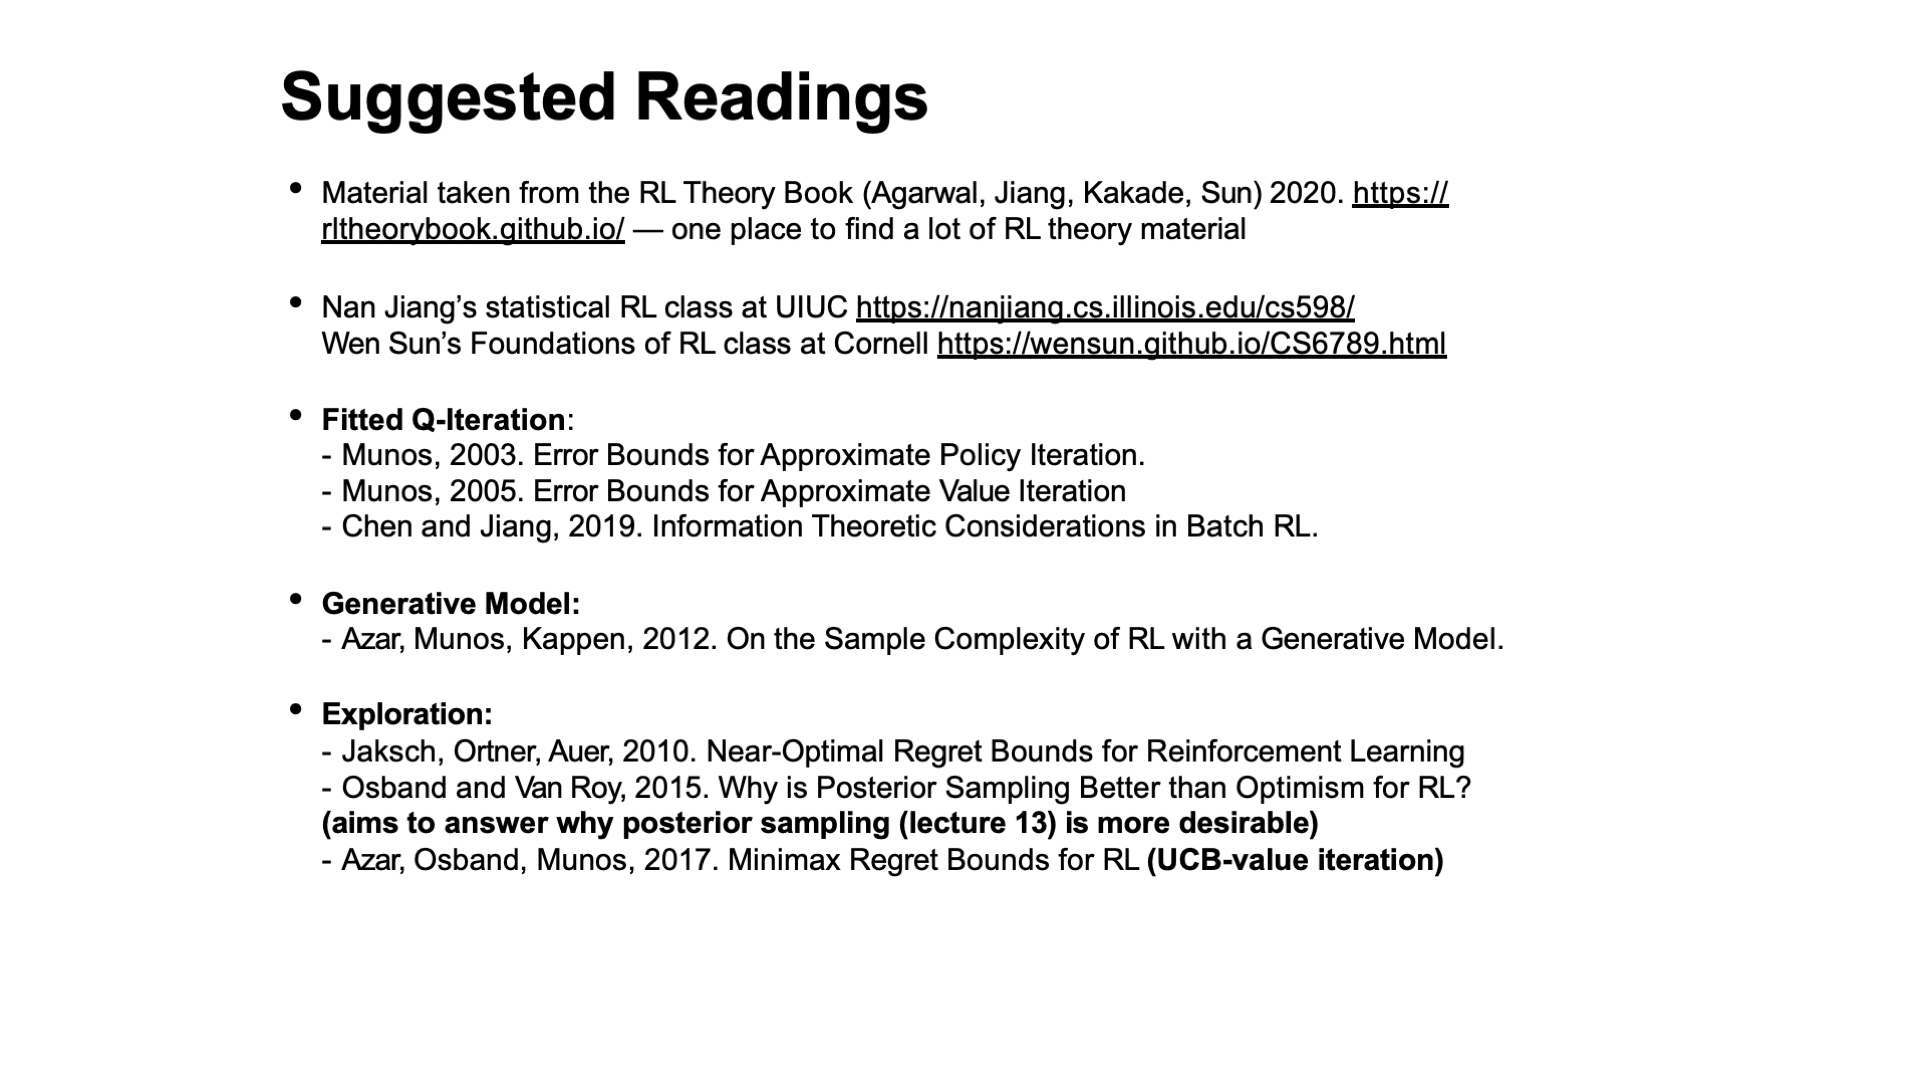 Suggested Readings
• Material taken from the RL Theory Book (Agarwal, Jiang, Kakade, Sun) 2020. https://
rltheorybook.github.io/ — one place to find a lot of RL theory material
• Nan Jiang’s statistical RL class at UIUC https://nanjiang.cs.illinois.edu/cs598/
Wen Sun’s Foundations of RL class at Cornell https://wensun.github.io/CS6789.html
• Fitted Q-Iteration:
- Munos, 2003. Error Bounds for Approximate Policy Iteration.
- Munos, 2005. Error Bounds for Approximate Value Iteration
- Chen and Jiang, 2019. Information Theoretic Considerations in Batch RL.
• Generative Model:
- Azar, Munos, Kappen, 2012. On the Sample Complexity of RL with a Generative Model.
• Exploration:
- Jaksch, Ortner, Auer, 2010. Near-Optimal Regret Bounds for Reinforcement Learning
- Osband and Van Roy, 2015. Why is Posterior Sampling Better than Optimism for RL?
(aims to answer why posterior sampling (lecture 13) is more desirable)
- Azar, Osband, Munos, 2017. Minimax Regret Bounds for RL (UCB-value iteration)